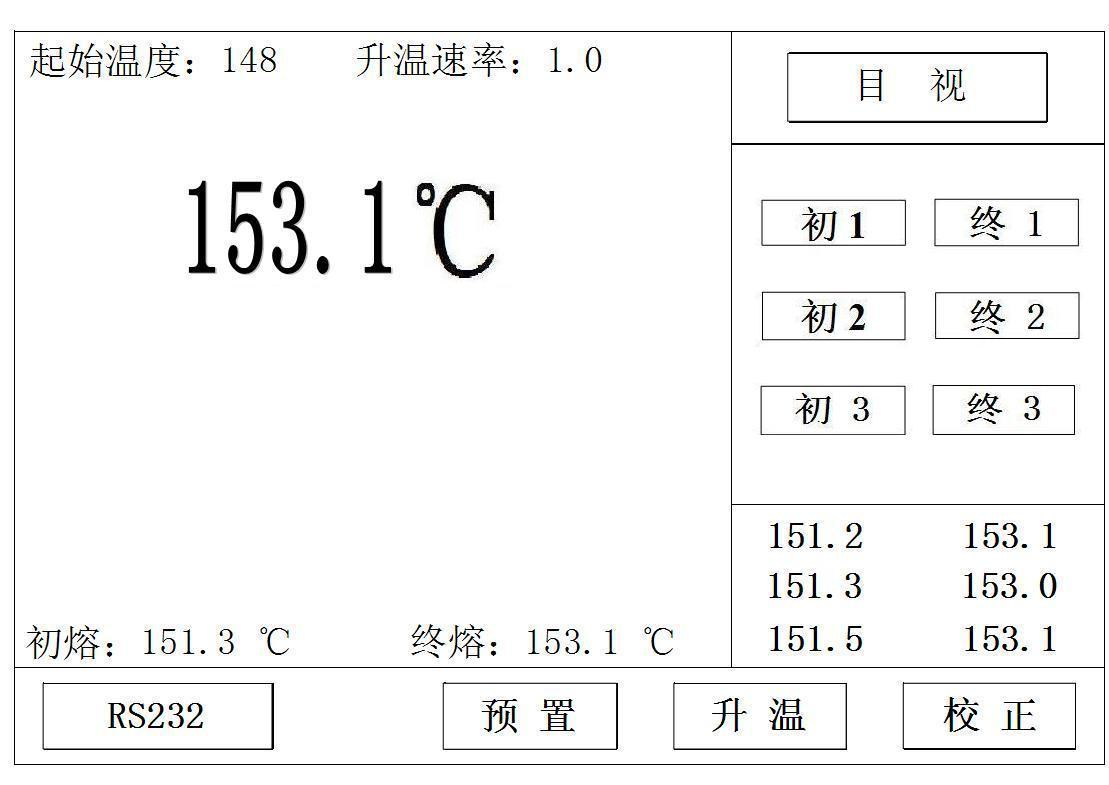 起始温度：148 升温速率：1.0
目 视
153.1℃
初1 终 1
初2 终 2
初 3 终 3
151.2 153.1
151.3 153.0
151.5 153.1
初熔：151.3 ℃ 终熔：153.1 ℃
RS232 预 置 升 温 校 正